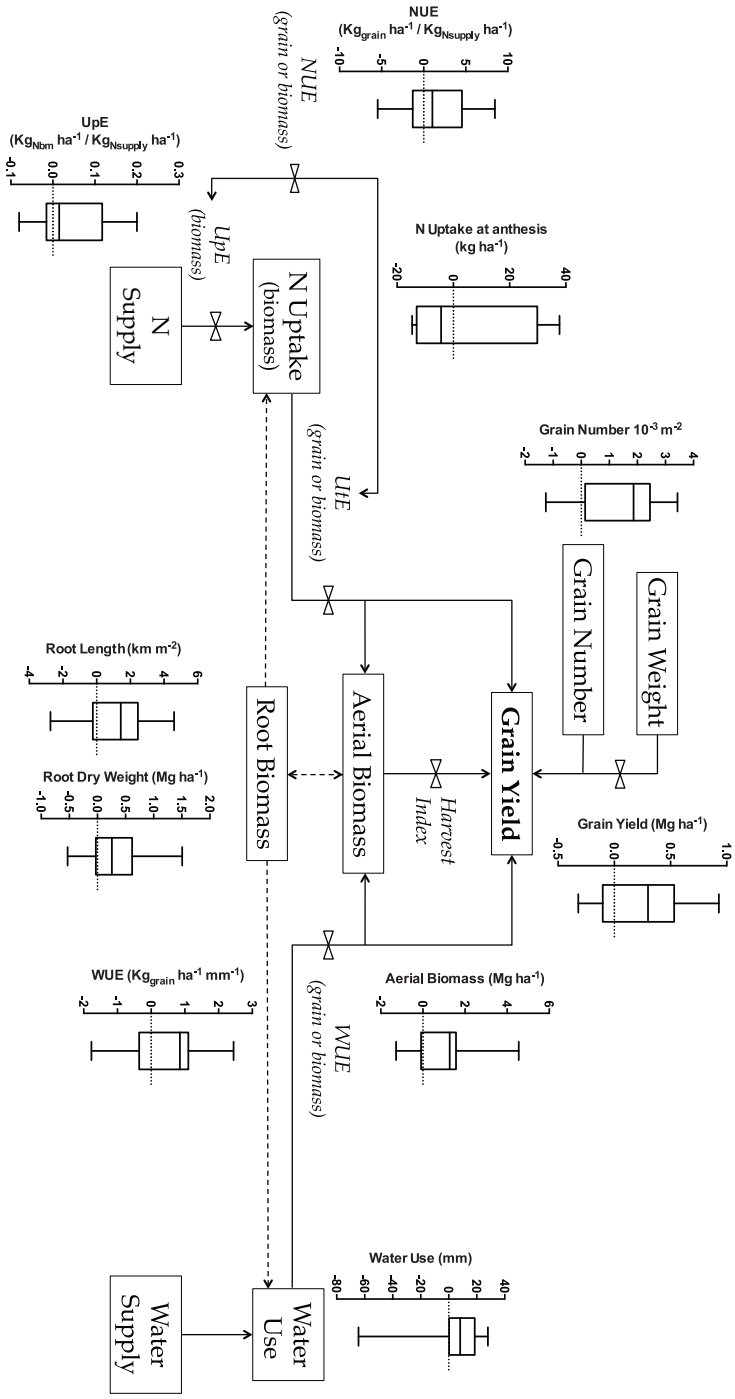 NUE
(Kggrain ha-1 / KgNsupply ha-1)
-10
-5
0
5
10
NUE
(grain or biomass)
UpE
(KgNbm ha-1 / KgNsupply ha-1)
-0.1
0.0
0.1
0.2
0.3
UpE
(biomass)
N Uptake at anthesis
(kg ha-1)
-20
0
20
40
N Uptake
(biomass)
N
Supply
UtE
(grain or biomass)
Grain Number 10-3 m-2
-2
-1
0
1
2
3
4
Grain Weight
Grain Number
Grain Yield
Harvest
Index
Aerial Biomass
Root Biomass
Root Length (km m-2)
-4
-2
0
2
4
6
Root Dry Weight (Mg ha-1)
-1.0
-0.5
0.0
0.5
1.0
1.5
2.0
Grain Yield (Mg ha-1)
-0.5
0.0
0.5
1.0
Aerial Biomass (Mg ha-1)
-2
0
2
4
6
WUE (Kggrain ha-1 mm-1)
-2
-1
0
1
2
3
WUE
(grain or biomass)
Water Use (mm)
-80
-60
-40
-20
0
20
40
Water
Use
Water
Supply